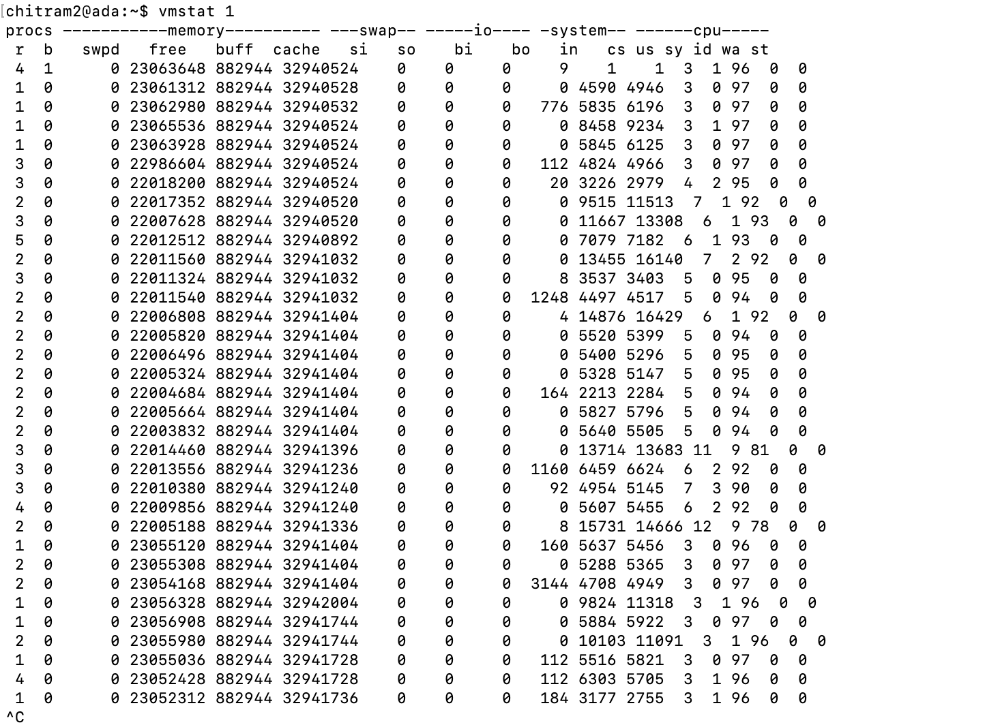 [chitram2@ada:~$ vmstat 1
procs -----------memory---------- ---swap-- -----io---- -system-- ------cpu-----
 r  b   swpd   free   buff  cache   si   so    bi    bo   in   cs us sy id wa st
 4  1      0 23063648 882944 32940524    0    0     0     9    1    1  3  1 96  0  0
 1  0      0 23061312 882944 32940528    0    0     0     0 4590 4946  3  0 97  0  0
 1  0      0 23062980 882944 32940532    0    0     0   776 5835 6196  3  0 97  0  0
 1  0      0 23065536 882944 32940524    0    0     0     0 8458 9234  3  1 97  0  0
 1  0      0 23063928 882944 32940524    0    0     0     0 5845 6125  3  0 97  0  0
 3  0      0 22986604 882944 32940524    0    0     0   112 4824 4966  3  0 97  0  0
 3  0      0 22018200 882944 32940524    0    0     0    20 3226 2979  4  2 95  0  0
 2  0      0 22017352 882944 32940520    0    0     0     0 9515 11513  7  1 92  0  0
 3  0      0 22007628 882944 32940520    0    0     0     0 11667 13308  6  1 93  0  0
 5  0      0 22012512 882944 32940892    0    0     0     0 7079 7182  6  1 93  0  0
 2  0      0 22011560 882944 32941032    0    0     0     0 13455 16140  7  2 92  0  0
 3  0      0 22011324 882944 32941032    0    0     0     8 3537 3403  5  0 95  0  0
 2  0      0 22011540 882944 32941032    0    0     0  1248 4497 4517  5  0 94  0  0
 2  0      0 22006808 882944 32941404    0    0     0     4 14876 16429  6  1 92  0  0
 2  0      0 22005820 882944 32941404    0    0     0     0 5520 5399  5  0 94  0  0
 2  0      0 22006496 882944 32941404    0    0     0     0 5400 5296  5  0 95  0  0
 2  0      0 22005324 882944 32941404    0    0     0     0 5328 5147  5  0 95  0  0
 2  0      0 22004684 882944 32941404    0    0     0   164 2213 2284  5  0 94  0  0
 2  0      0 22005664 882944 32941404    0    0     0     0 5827 5796  5  0 94  0  0
 2  0      0 22003832 882944 32941404    0    0     0     0 5640 5505  5  0 94  0  0
 3  0      0 22014460 882944 32941396    0    0     0     0 13714 13683 11  9 81  0  0
 3  0      0 22013556 882944 32941236    0    0     0  1160 6459 6624  6  2 92  0  0
 3  0      0 22010380 882944 32941240    0    0     0    92 4954 5145  7  3 90  0  0
 4  0      0 22009856 882944 32941240    0    0     0     0 5607 5455  6  2 92  0  0
 2  0      0 22005188 882944 32941336    0    0     0     8 15731 14666 12  9 78  0  0
 1  0      0 23055120 882944 32941404    0    0     0   160 5637 5456  3  0 96  0  0
 2  0      0 23055308 882944 32941404    0    0     0     0 5288 5365  3  0 97  0  0
 2  0      0 23054168 882944 32941404    0    0     0  3144 4708 4949  3  0 97  0  0
 1  0      0 23056328 882944 32942004    0    0     0     0 9824 11318  3  1 96  0  0
 1  0      0 23056908 882944 32941744    0    0     0     0 5884 5922  3  0 97  0  0
 2  0      0 23055980 882944 32941744    0    0     0     0 10103 11091  3  1 96  0  0
 1  0      0 23055036 882944 32941728    0    0     0   112 5516 5821  3  0 97  0  0
 4  0      0 23052428 882944 32941728    0    0     0   112 6303 5705  3  1 96  0  0
 1  0      0 23052312 882944 32941736    0    0     0   184 3177 2755  3  1 96  0  0
^C